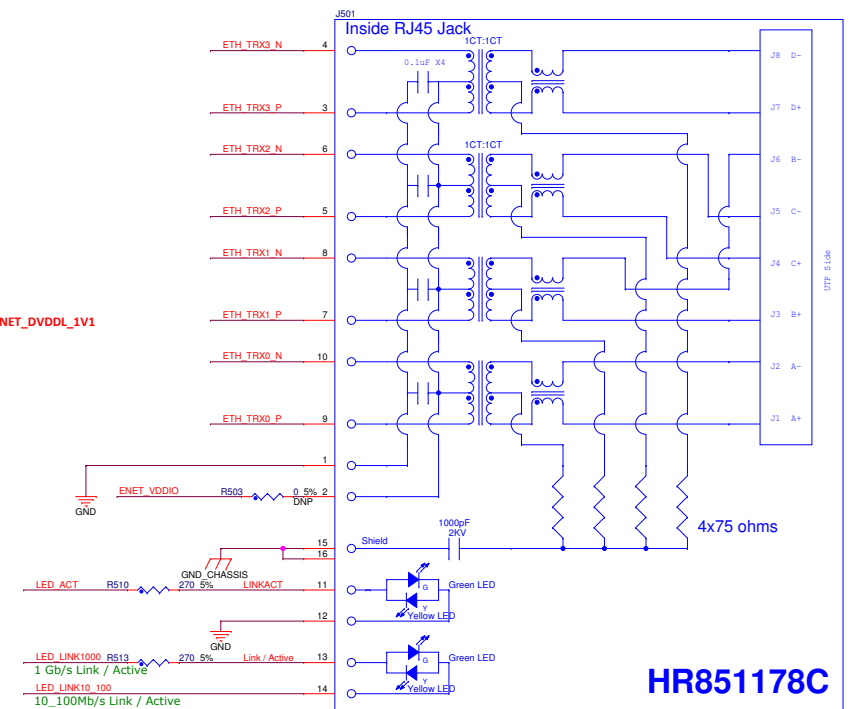 J501
Inside RJ45 Jack
1CT:1CT
ETH_TRX3_N 4
J8 D-
0.1uF X4
ETH_TRX3_P 3
J7 D+
1CT:1CT
ETH_TRX2_N 6
J6 B-
ETH_TRX2_P 5
J5 C-
ETH_TRX1_N 8
J4 C+
UTP Side
NET_DVDDL_1V1
ETH_TRX1_P 7
J3 B+
ETH_TRX0_N 10
J2 A-
ETH_TRX0_P 9
J1 A+
1
GND
ENET_VDDIO R503 0 5% 2
DNP
4x75 ohms
1000pF
2KV
15 Shield
16
GND_CHASSIS
LED_ACT R510 270 5% LINKACT 11
G Green LED
Y
Yellow LED
12
GND
LED_LINK1000 R513 270 5% Link / Active 13
1 Gb/s Link / Active
G Green LED
Y
Yellow LED
LED_LINK10_100 14
10_100Mb/s Link / Active
HR851178C